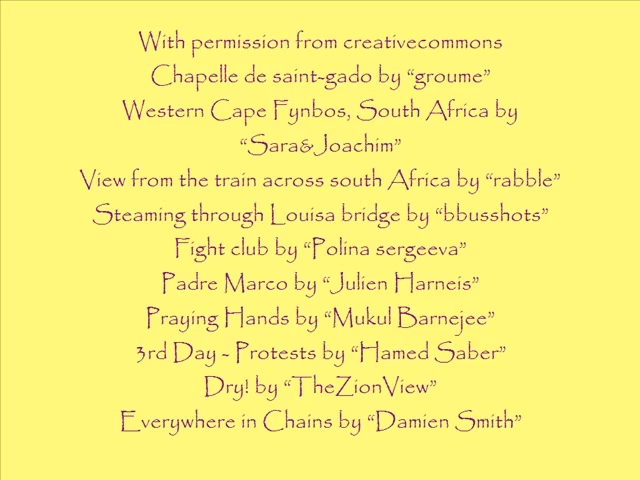 With permission from creativecommons
Chapelle de saint-gado by “groume”
Western Cape Fynbos, South Africa by
“Sara&Joachim”
View from the train across south Africa by “rabble”
Steaming through Louisa bridge by “bbusshots”
Fight club by “Polina sergeeva”
Padre Marco by “Julien Harneis”
Praying Hands by “Mukul Barnejee”
3rd Day - Protests by “Hamed Saber”
Dry! by “TheZionView”
Everywhere in Chains by “Damien Smith”